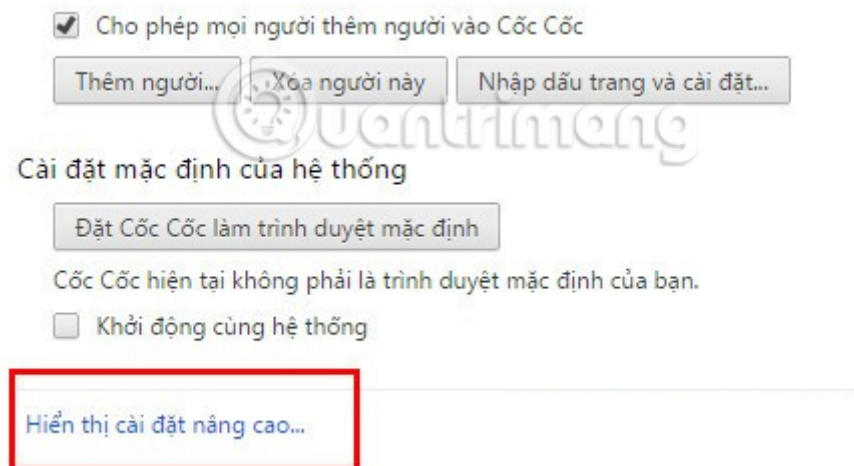 Cho phép mọi người thêm người vào Cốc Cốc
Thêm người... Xóa người này Nhập dấu trang và cài đặt...
Quantrimang
Cài đặt mặc định của hệ thống
Đặt Cốc Cốc làm trình duyệt mặc định
Cốc Cốc hiện tại không phải là trình duyệt mặc định của bạn.
Khởi động cùng hệ thống
Hiển thị cài đặt nâng cao...